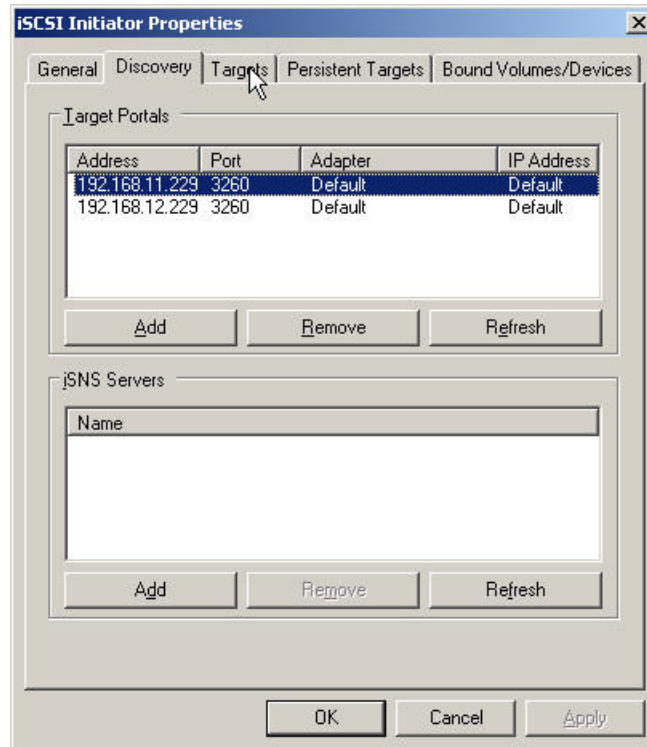 iSCSI Initiator Properties
General Discovery Targets Persistent Targets Bound Volumes/Devices
Target Portals
Address Port Adapter IP Address
192.168.11.229 3260 Default Default
192.168.12.229 3260 Default Default
Add Remove Refresh
iSNS Servers
Name
Add Remove Refresh
OK Cancel Apply